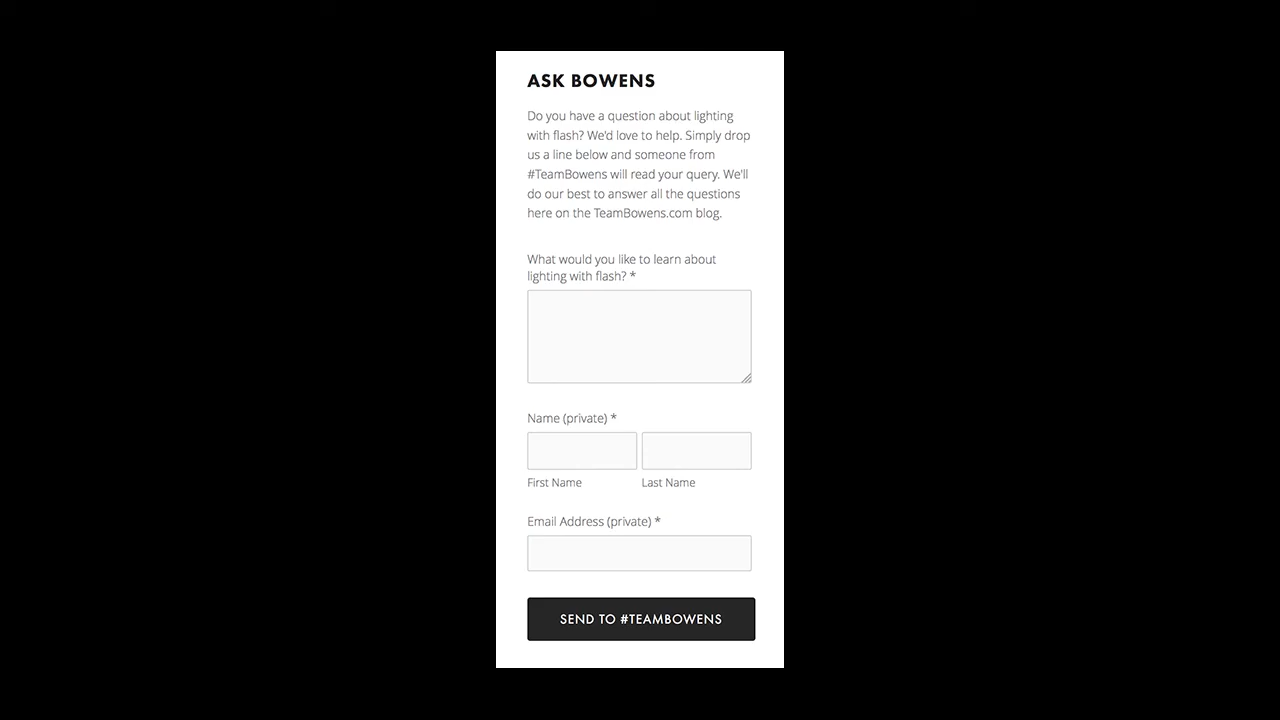 ASK BOWENS
Do you have a question about lighting
with flash? We'd love to help. Simply drop
us a line below and someone from
#TeamBowens will read your query. We'll
do our best to answer all the questions
here on the TeamBowens.com blog.
What would you like to learn about
lighting with flash? *
Name (private) *
First Name Last Name
Email Address (private) *
SEND TO #TEAMBOWENS